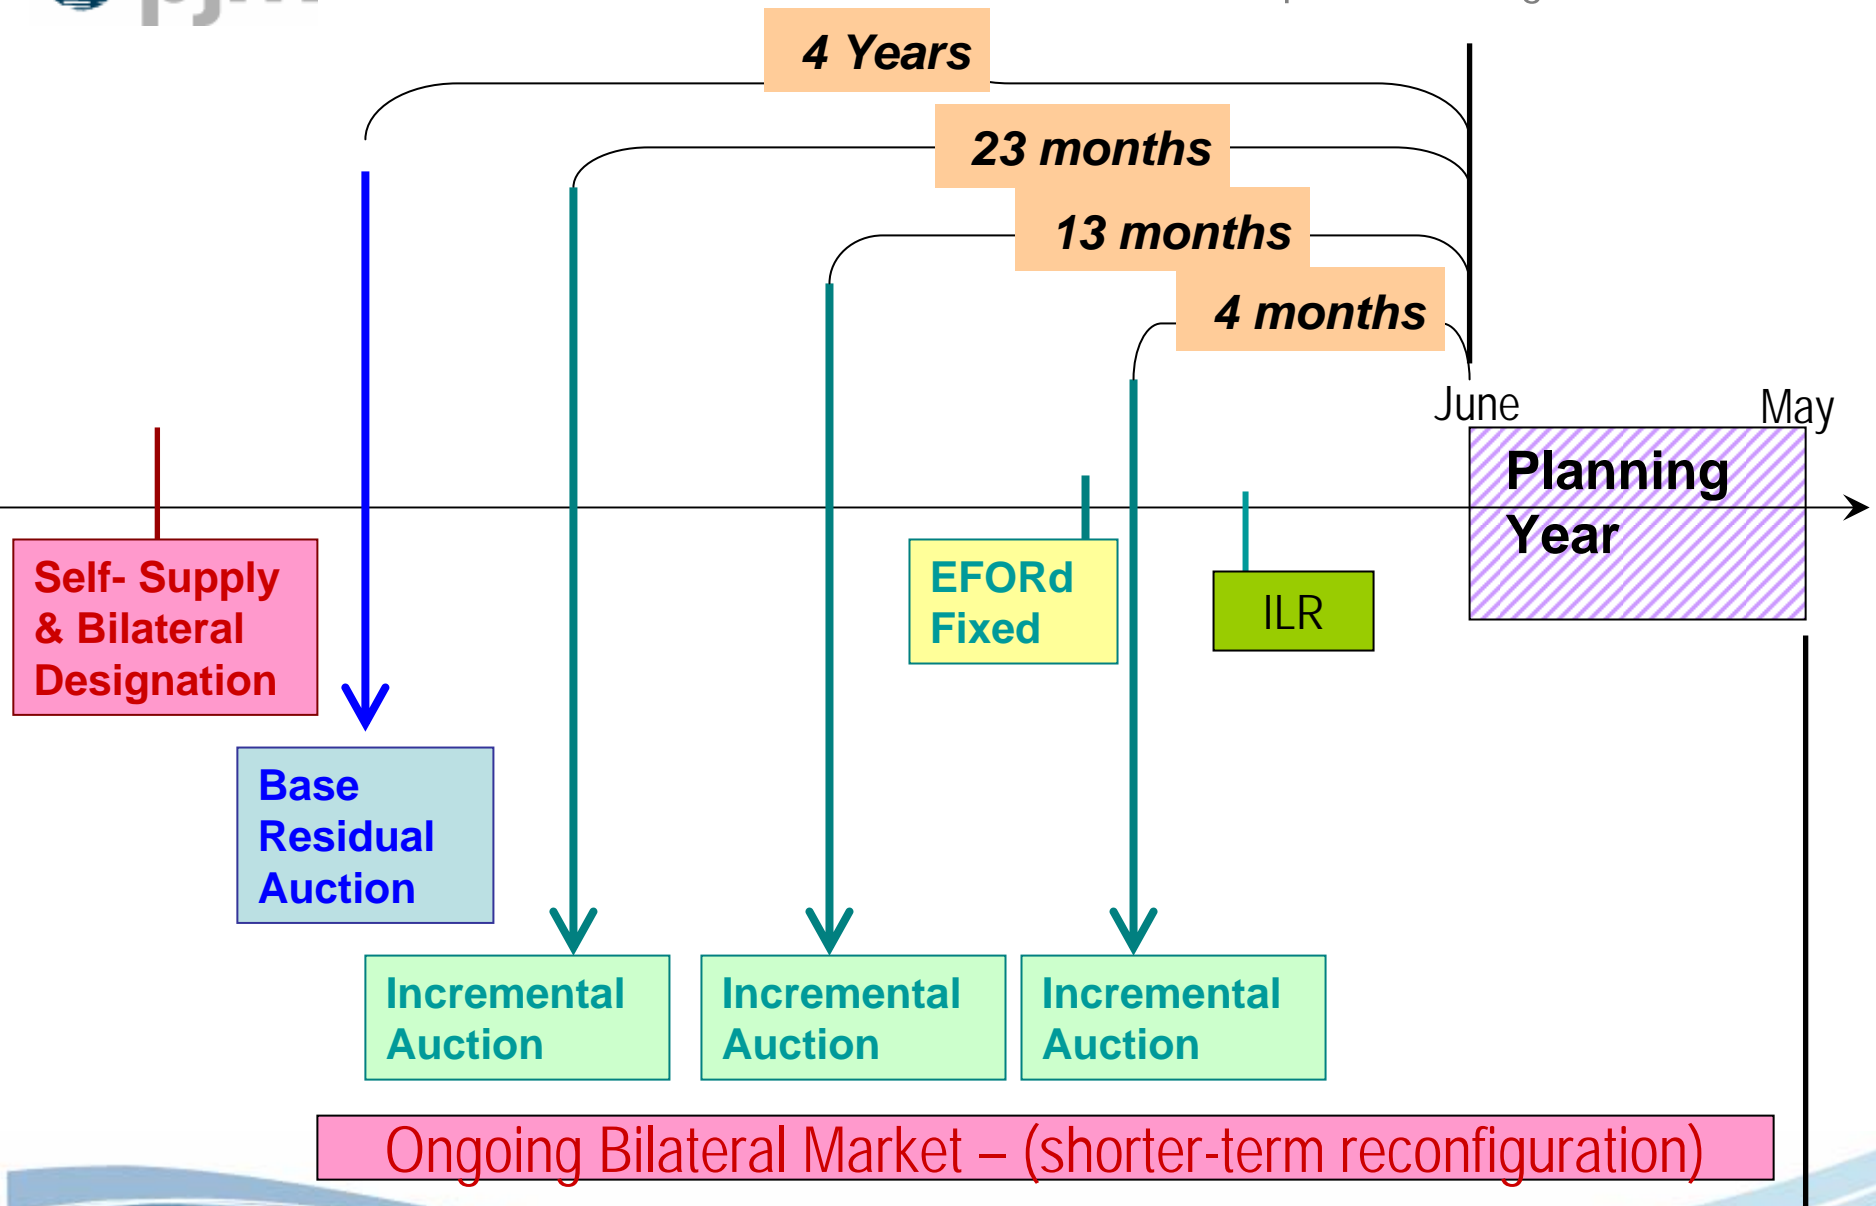 4 Years
23 months
13 months
4 months
June
May
Planning
Year
Self- Supply
& Bilateral
Designation
EFORd
Fixed
ILR
Base
Residual
Auction
Incremental
Auction
Incremental
Auction
Incremental
Auction
Ongoing Bilateral Market – (shorter-term reconfiguration)